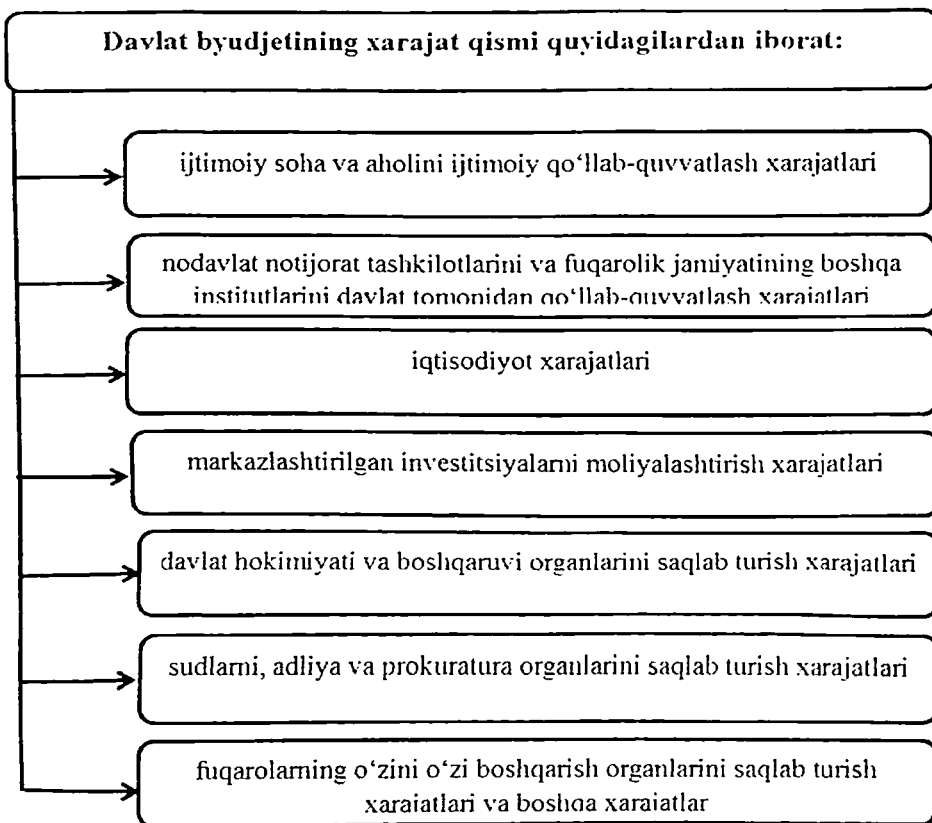 Davlat byudjetining xarajat qismi quyidagilardan iborat:
ijtimoiy soha va aholini ijtimoiy qo‘llab-quvvatlash xarajatlari
nodavlat notijorat tashkilotlarini va fuqarolik jamiyatining boshqa
institutlarini davlat tomonidan qo‘llab-quvvatlash xarajatlari
iqtisodiyot xarajatlari
markazlashtirilgan investitsiyalarni moliyalashtirish xarajatlari
davlat hokimiyati va boshqaruvi organlarini saqlab turish xarajatlari
sudlarni, adliya va prokuratura organlarini saqlab turish xarajatlari
fuqarolarning o‘zini o‘zi boshqarish organlarini saqlab turish
xarajatlari va boshqa xarajatlar